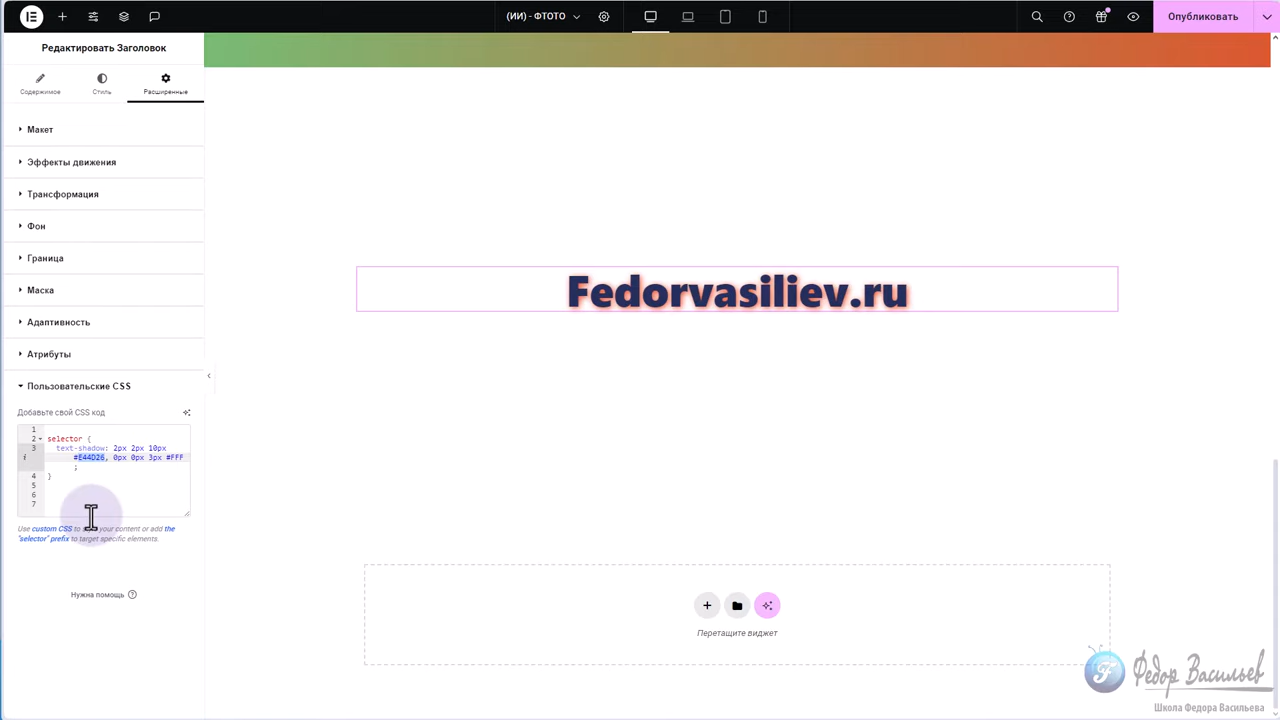 (ИИ) - ФТОТО
Опубликовать
Редактировать Заголовок
Содержимое
Стиль
Расширенные
Макет
Эффекты движения
Трансформация
Фон
Граница
Маска
Адаптивность
Атрибуты
Пользовательские CSS
Добавьте свой CSS код
1
2 selector {
3 text-shadow: 2px 2px 10px
#E44D26, 0px 0px 3px #FFF
;
4 }
5
6
7
Use custom CSS to your content or add the
"selector" prefix to target specific elements.
Нужна помощь
Fedorvasiliev.ru
Перетащите виджет
Федор Васильев
Школа Федора Васильева